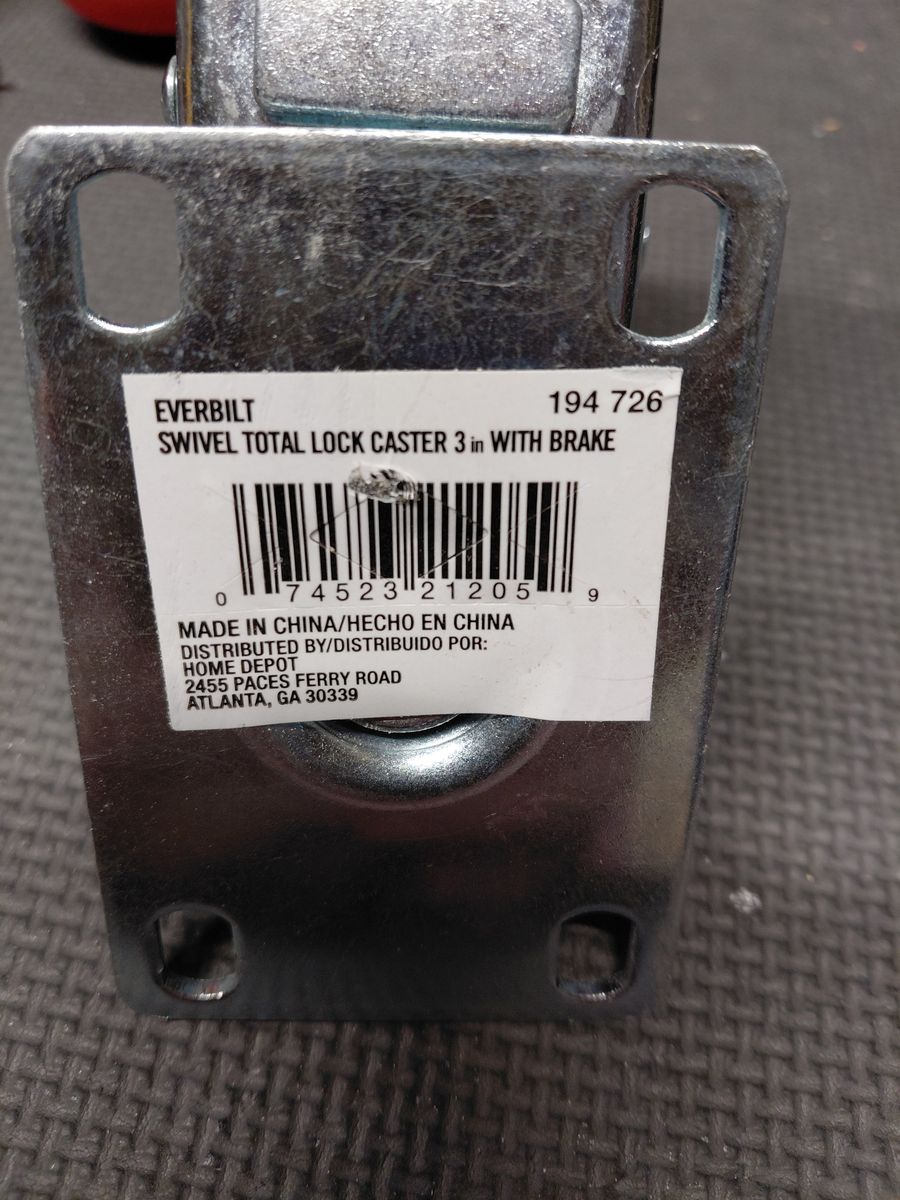 EVERBILT 194 726
SWIVEL TOTAL LOCK CASTER 3 in WITH BRAKE
0 74523 21205 9
MADE IN CHINA/HECHO EN CHINA
DISTRIBUTED BY/DISTRIBUIDO POR:
HOME DEPOT
2455 PACES FERRY ROAD
ATLANTA, GA 30339